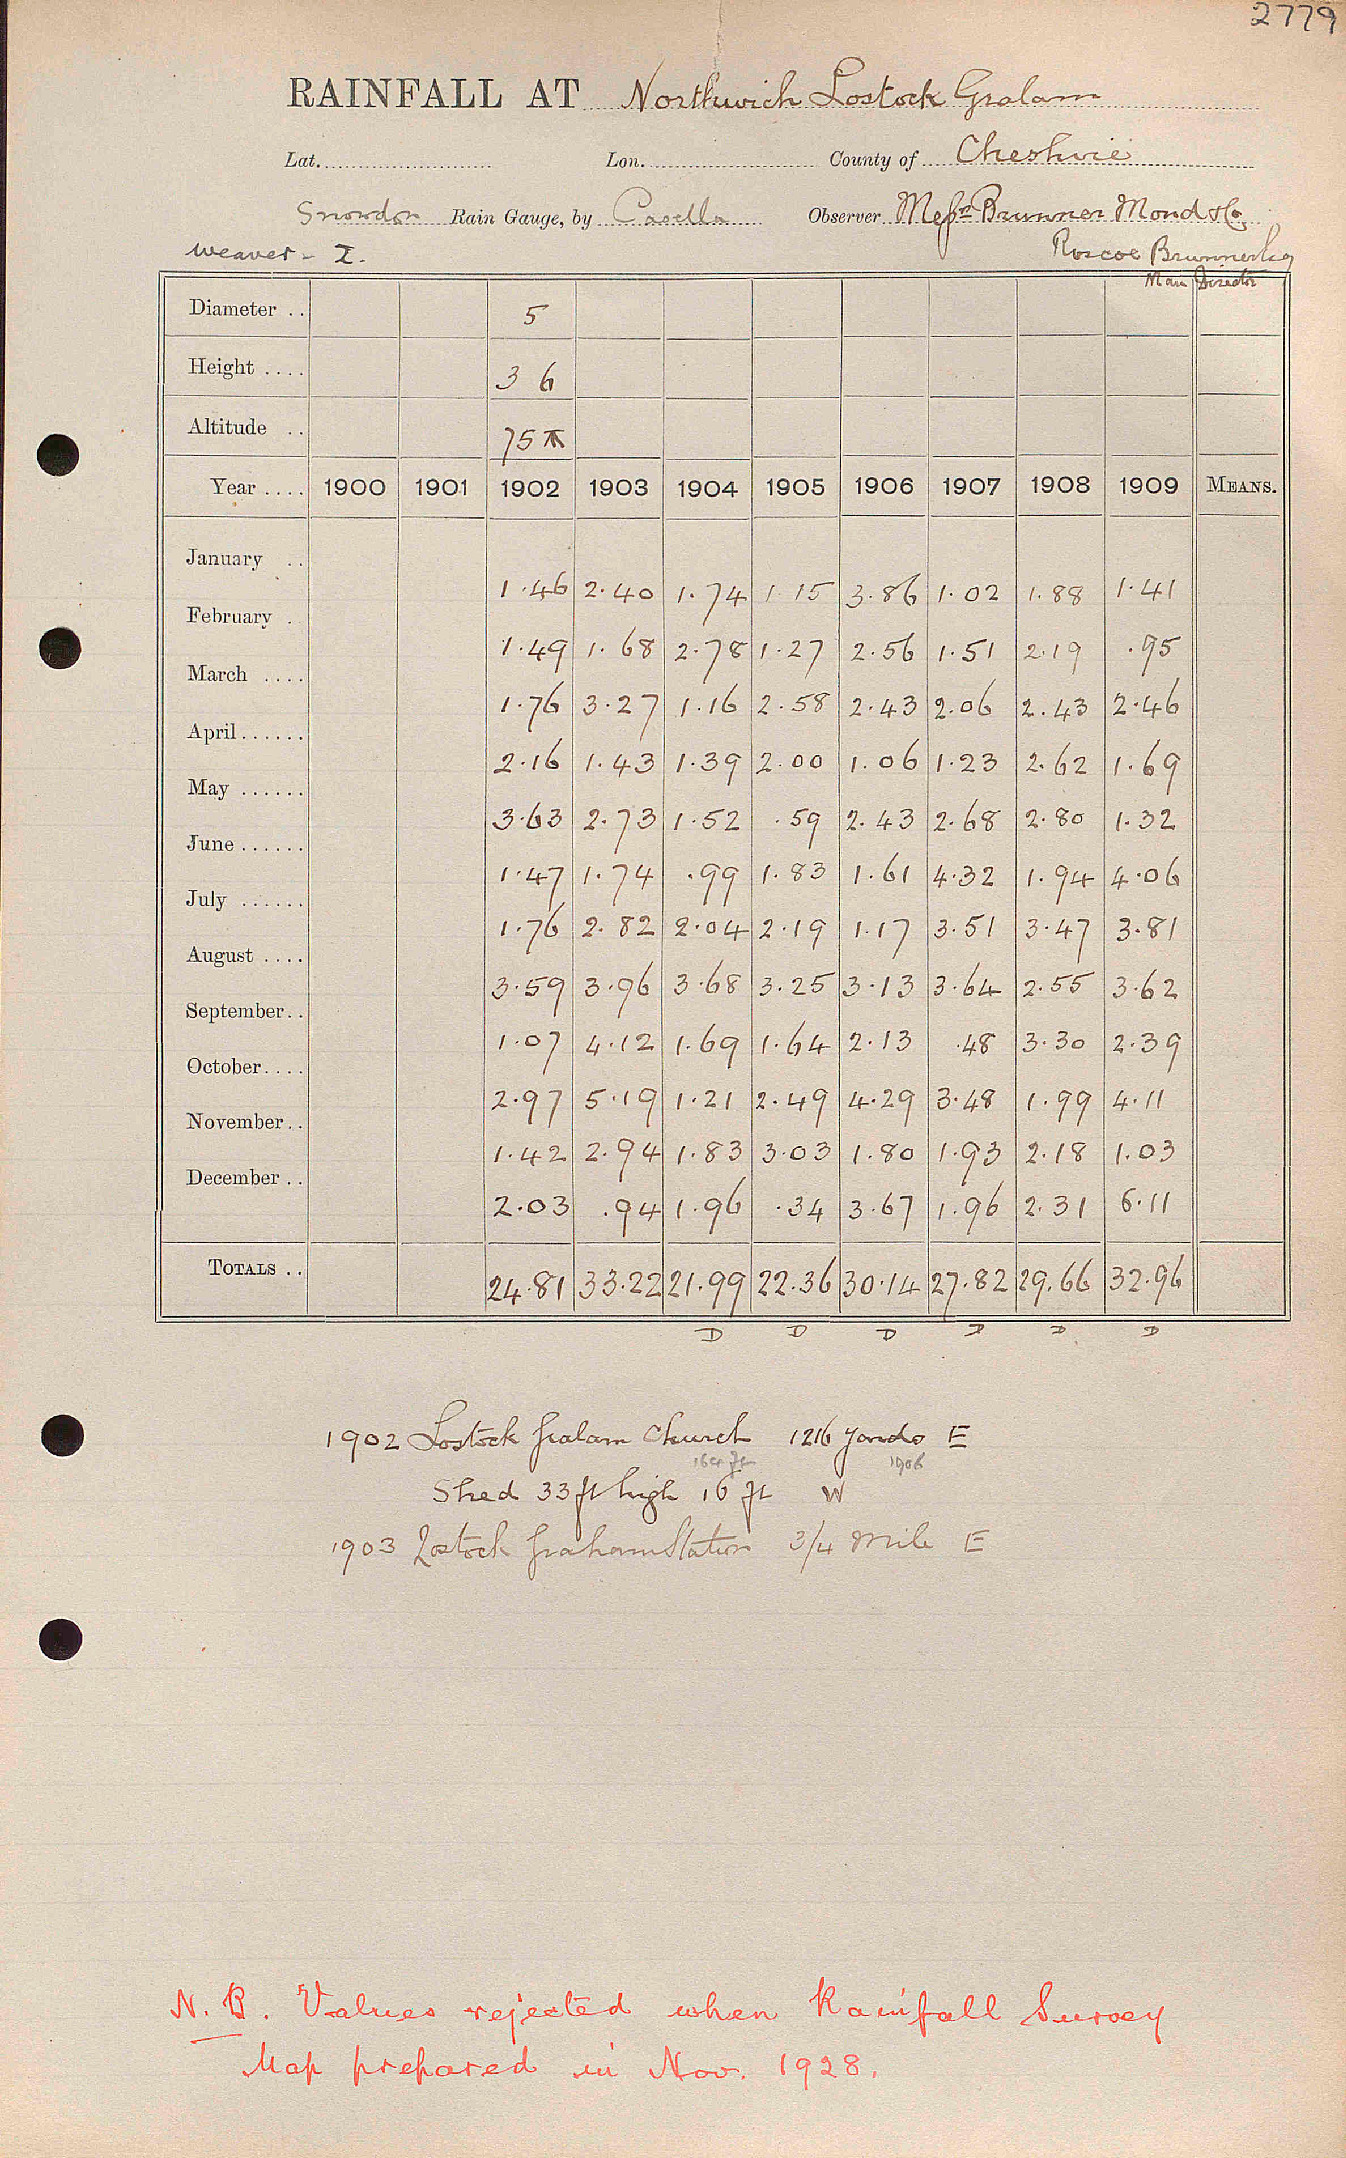 2779
RAINFALL AT Northwich Lostock Gralam
Lat. Lon. County of Cheshire
Snowdon Rain Gauge, by Casella Observer Messrs Brunner Mond & Co
Weaver - I. Roscoe Brunner Esq
Man Director
Diameter .. 5
Height .... 3 6
Altitude .. 75 T
Year .... 1900 1901 1902 1903 1904 1905 1906 1907 1908 1909 MEANS.
January .. 1.46 2.40 1.74 1.15 3.86 1.02 1.88 1.41
February . 1.49 1.68 2.78 1.27 2.56 1.51 2.19 .95
March .... 1.76 3.27 1.16 2.58 2.43 2.06 2.43 2.46
April...... 2.16 1.43 1.39 2.00 1.06 1.23 2.62 1.69
May ...... 3.63 2.73 1.52 .59 2.43 2.68 2.80 1.32
June...... 1.47 1.74 .99 1.83 1.61 4.32 1.94 4.06
July ...... 1.76 2.82 2.04 2.19 1.17 3.51 3.47 3.81
August .... 3.59 3.96 3.68 3.25 3.13 3.64 2.55 3.62
September.. 1.07 4.12 1.69 1.64 2.13 .48 3.30 2.39
October.... 2.97 5.19 1.21 2.49 4.29 3.48 1.99 4.11
November.. 1.42 2.94 1.83 3.03 1.80 1.93 2.18 1.03
December.. 2.03 .94 1.96 .34 3.67 1.96 2.31 6.11
TOTALS .. 24.81 33.22 21.99 22.36 30.14 27.82 29.66 32.96
D D D D D D
1902 Lostock Gralam Church 1216 yards E
164 ft 1906
Shed 33 ft high 16 ft W
1903 Lostock Graham Station 3/4 mile E
N.B. Values rejected when Rainfall Survey
Map prepared in Nov. 1928.